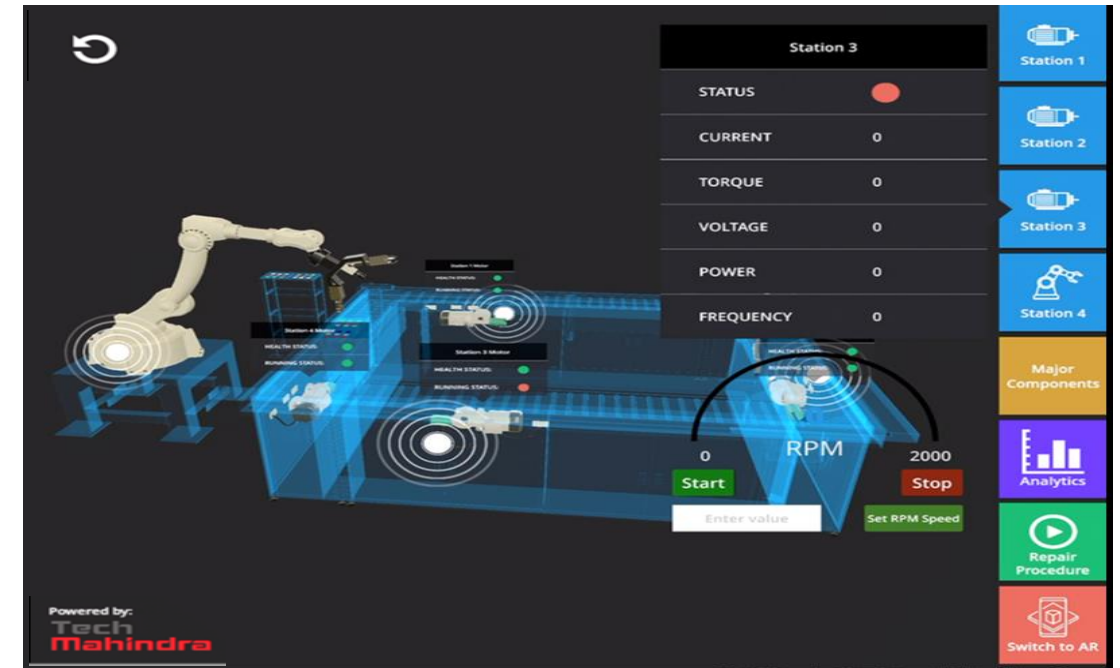 Station 3
STATUS
CURRENT 0
TORQUE 0
VOLTAGE 0
POWER 0
FREQUENCY 0
Station 1
Station 2
Station 3
Station 4
Major
Components
Analytics
Repair
Procedure
Switch to AR
Station 1 Motor
HEALTH STATUS:
RUNNING STATUS:
Station 4 Motor
HEALTH STATUS:
RUNNING STATUS:
Station 3 Motor
HEALTH STATUS:
RUNNING STATUS:
HEALTH STATUS:
RUNNING STATUS:
RPM
0 2000
Start Stop
Enter value Set RPM Speed
Powered by:
Tech
Mahindra